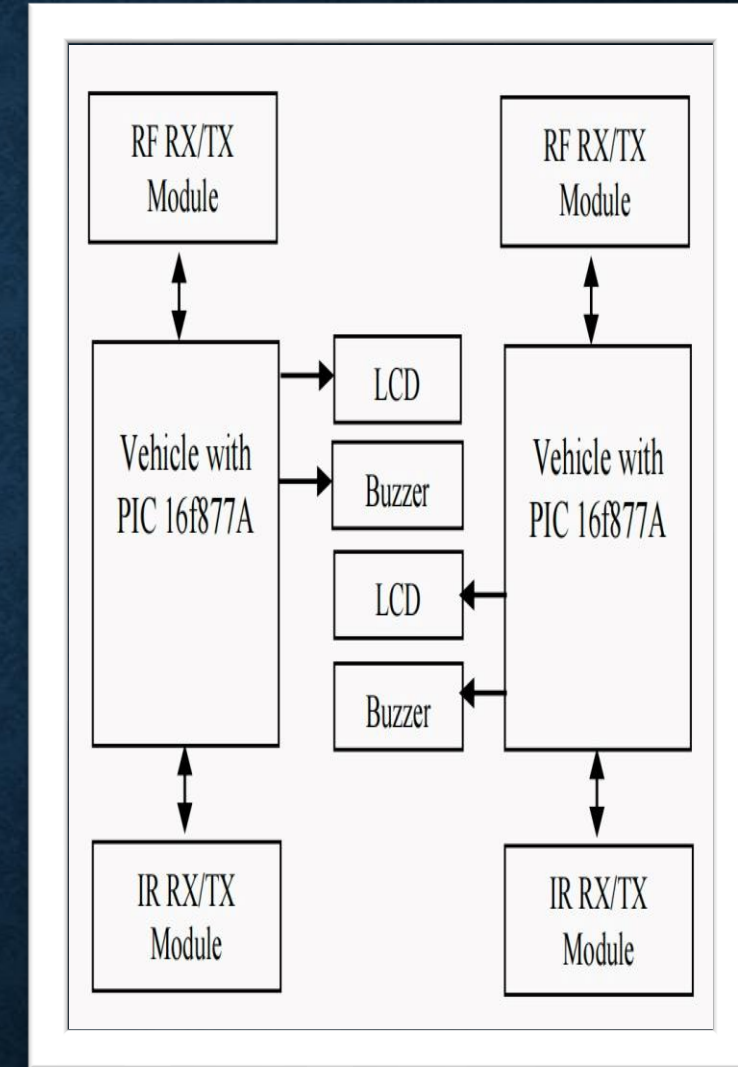 RF RX/TX
Module
RF RX/TX
Module
Vehicle with
PIC 16f877A
LCD
Buzzer
LCD
Buzzer
Vehicle with
PIC 16f877A
IR RX/TX
Module
IR RX/TX
Module